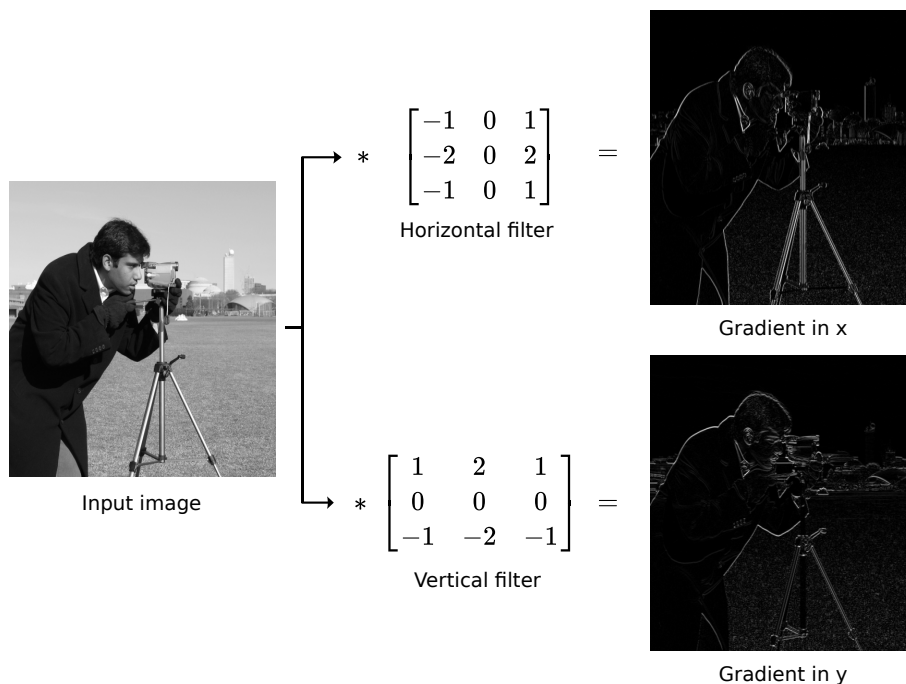 Input image
*
−1 0 1
−2 0 2
−1 0 1
=
Horizontal filter
Gradient in x
*
1 2 1
0 0 0
−1 −2 −1
=
Vertical filter
Gradient in y